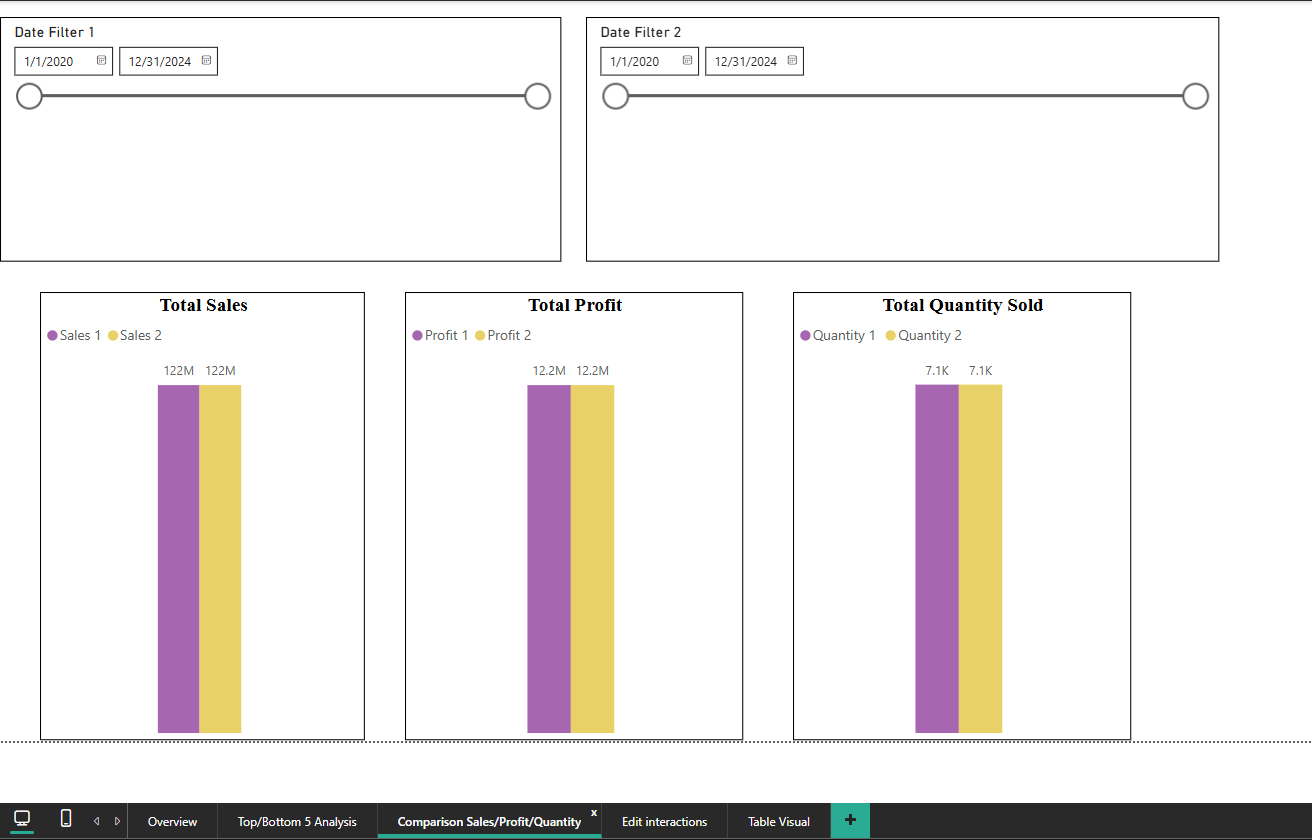 Date Filter 1
1/1/2020 12/31/2024
Date Filter 2
1/1/2020 12/31/2024
Total Sales
Sales 1 Sales 2
122M 122M
Total Profit
Profit 1 Profit 2
12.2M 12.2M
Total Quantity Sold
Quantity 1 Quantity 2
7.1K 7.1K
Overview Top/Bottom 5 Analysis Comparison Sales/Profit/Quantity x Edit interactions Table Visual +